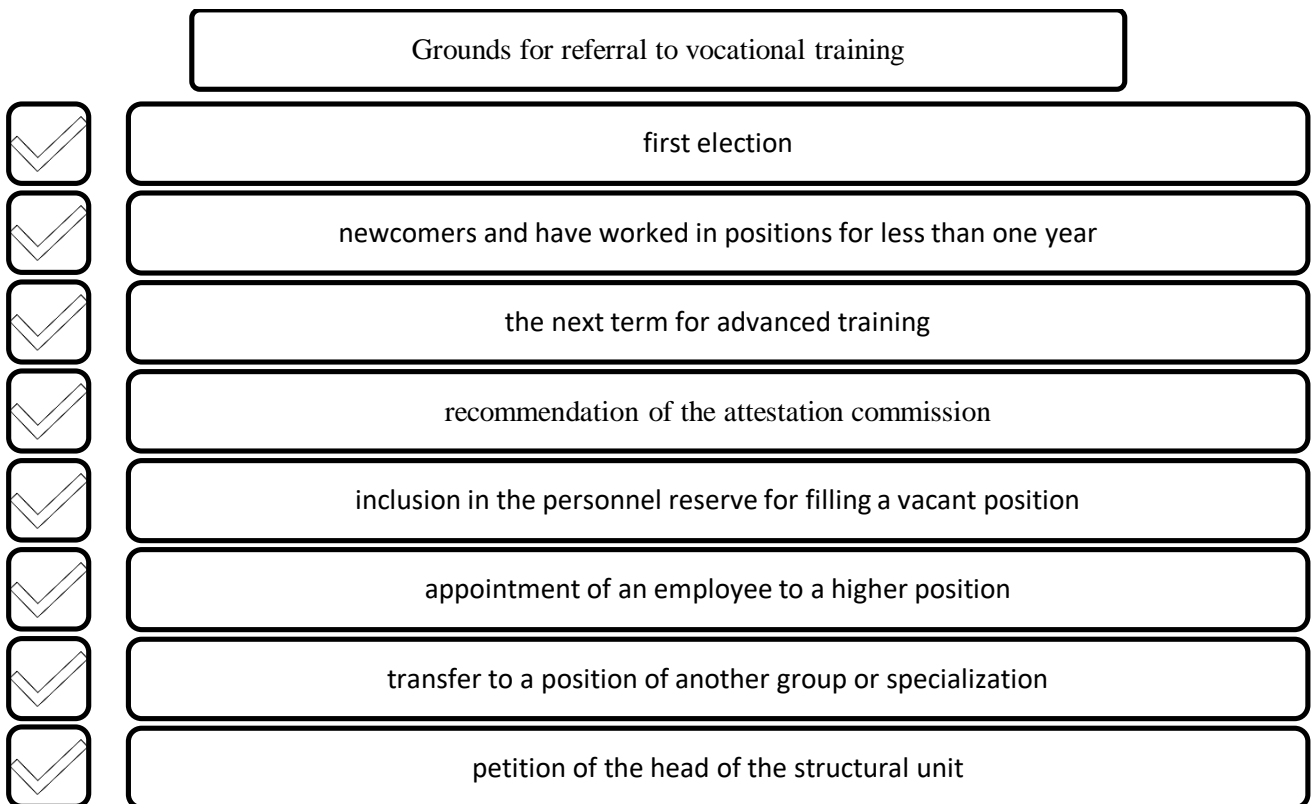 Grounds for referral to vocational training
first election
newcomers and have worked in positions for less than one year
the next term for advanced training
recommendation of the attestation commission
inclusion in the personnel reserve for filling a vacant position
appointment of an employee to a higher position
transfer to a position of another group or specialization
petition of the head of the structural unit